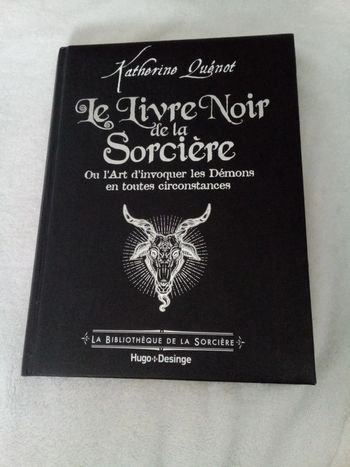 Katherine Quénot
Le Livre Noir
de la
Sorcière
Ou l'Art d'invoquer les Démons
en toutes circonstances
La Bibliothèque de la Sorcière
Hugo+Desinge